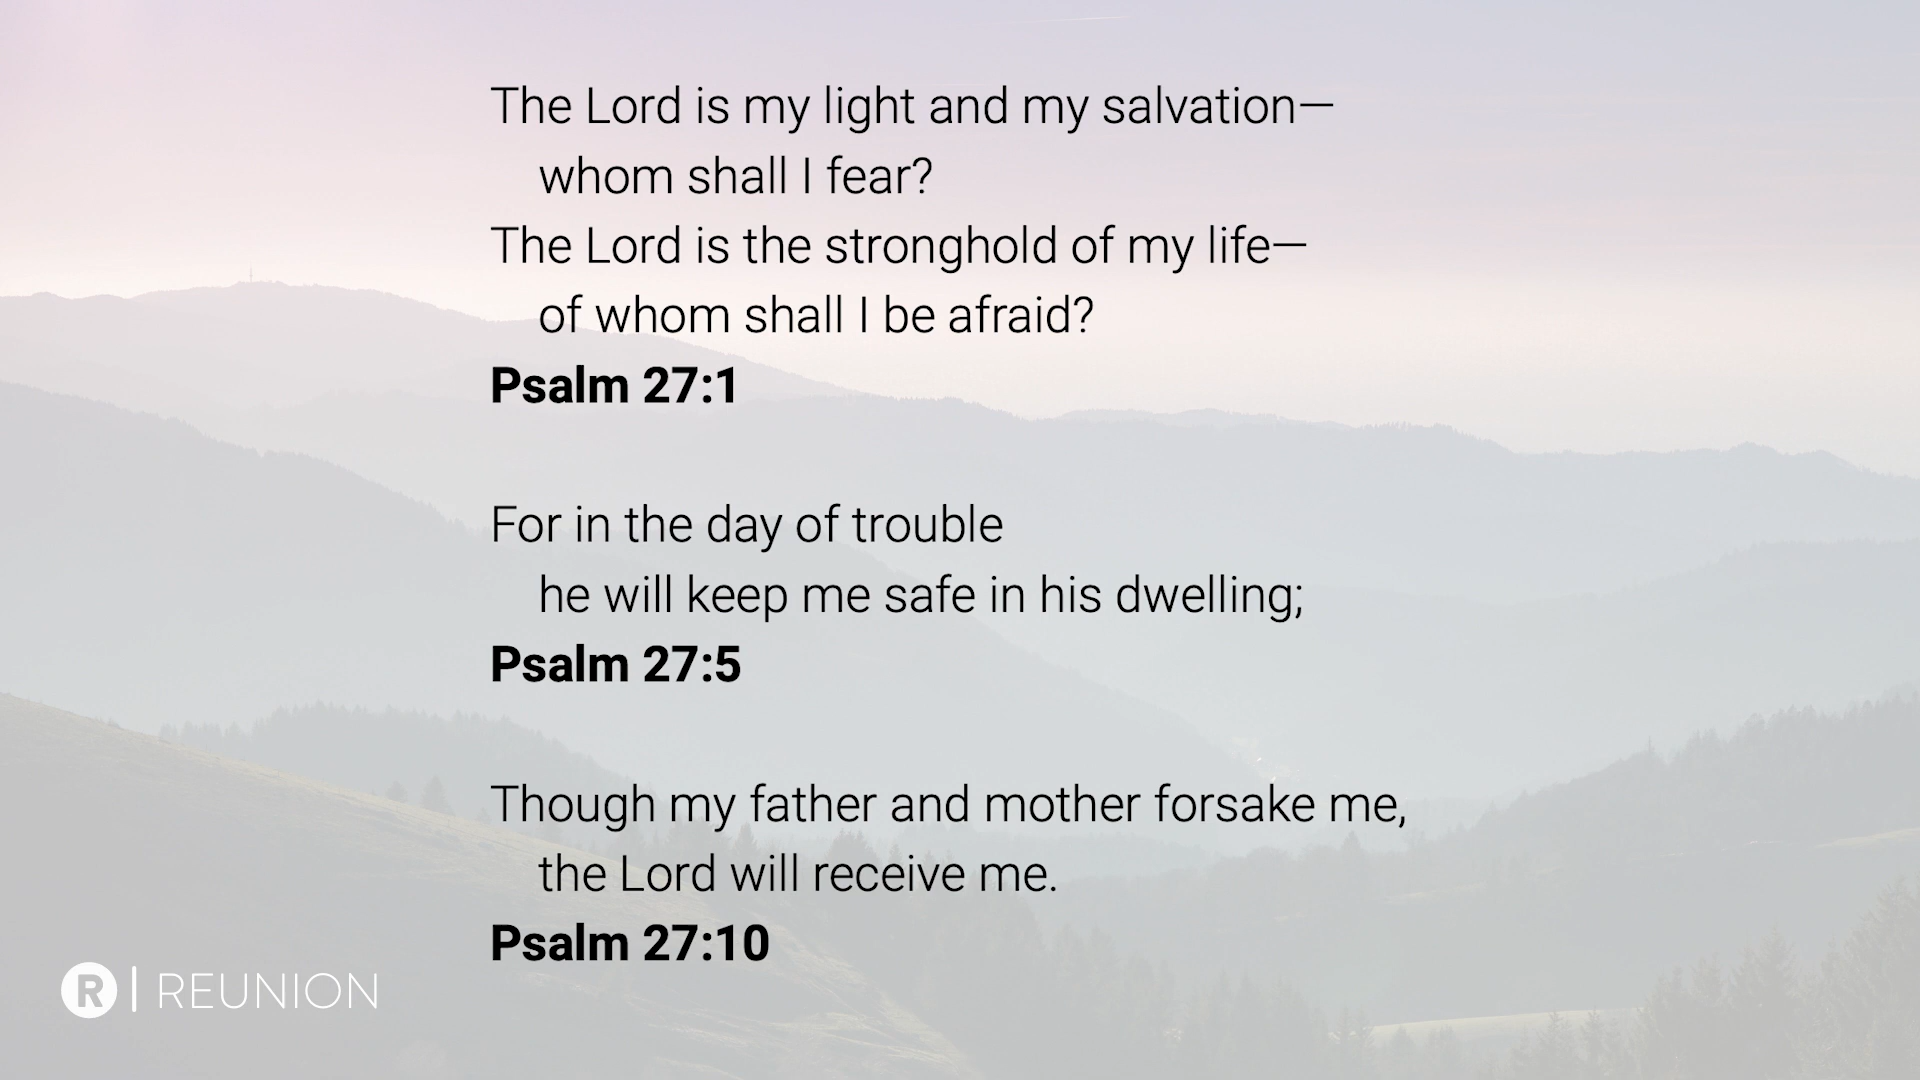 The Lord is my light and my salvation—
whom shall I fear?
The Lord is the stronghold of my life—
of whom shall I be afraid?
Psalm 27:1
For in the day of trouble
he will keep me safe in his dwelling;
Psalm 27:5
Though my father and mother forsake me,
the Lord will receive me.
Psalm 27:10
R | REUNION